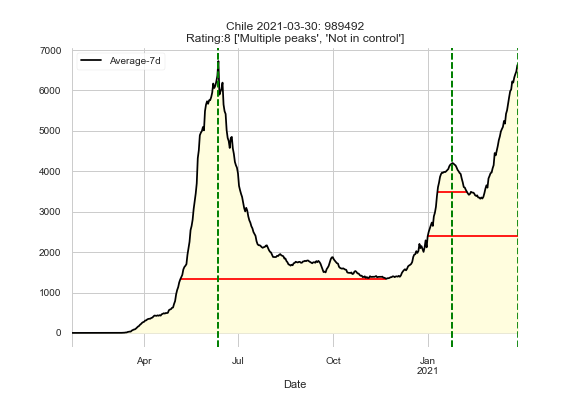 Chile 2021-03-30: 989492
Rating:8 ['Multiple peaks', 'Not in control']
7000
6000
5000
4000
3000
2000
1000
0
Average-7d
Apr
Jul
Oct
Jan
2021
Date